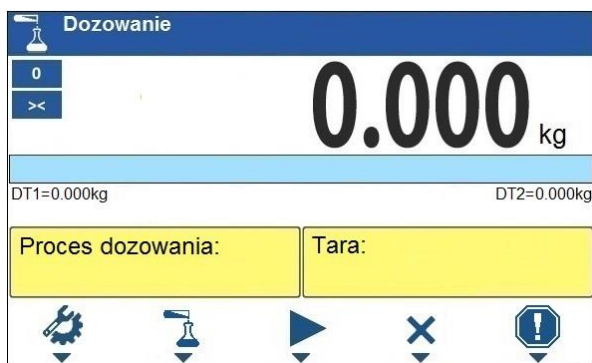 Dozowanie
0
><
0.000 kg
DT1=0.000kg DT2=0.000kg
Proces dozowania: Tara: